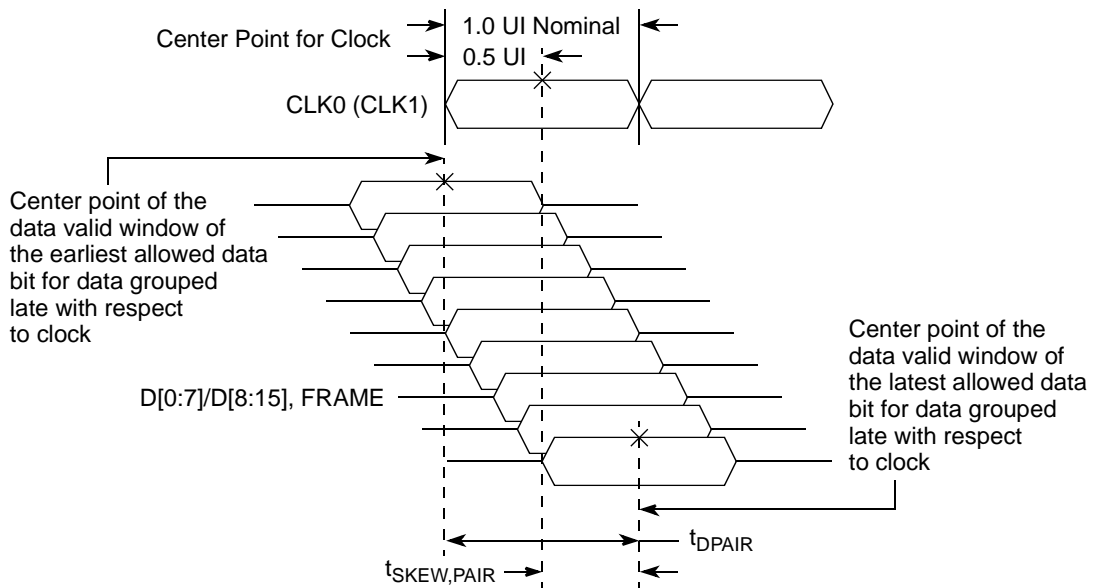 1.0 UI Nominal
Center Point for Clock
0.5 UI
CLK0 (CLK1)
Center point of the
data valid window of
the earliest allowed data
bit for data grouped
late with respect
to clock
Center point of the
data valid window of
the latest allowed data
bit for data grouped
late with respect
to clock
D[0:7]/D[8:15], FRAME
tDPAIR
tSKEW,PAIR